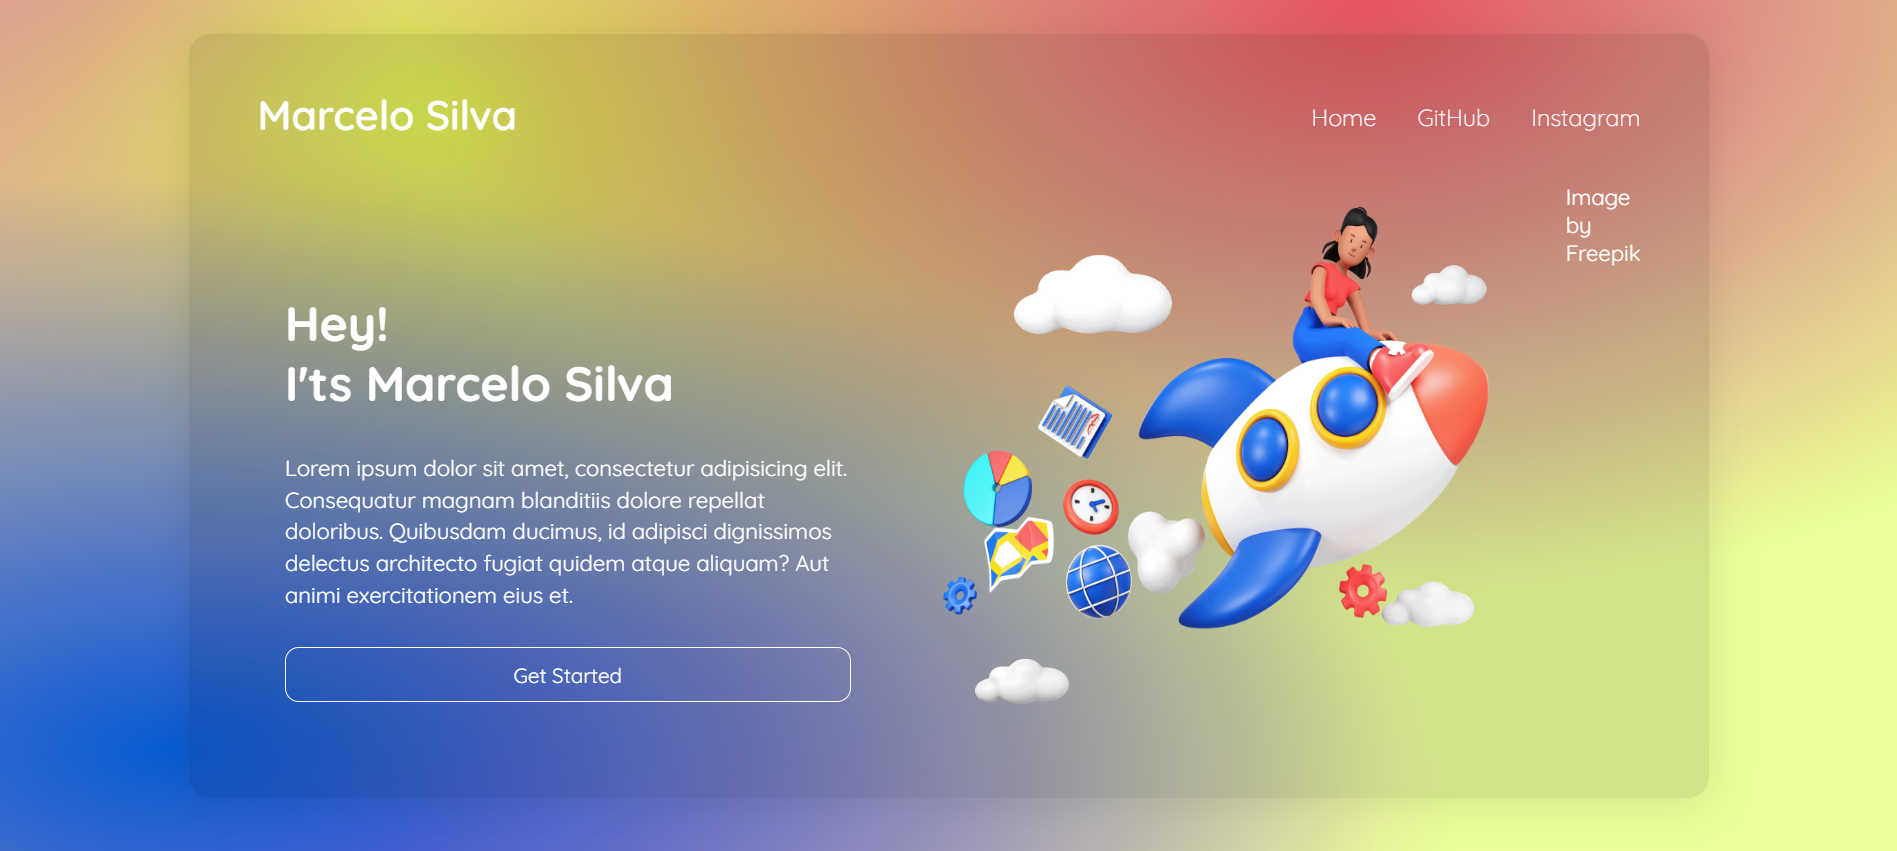 Marcelo Silva
Home GitHub Instagram
Image
by
Freepik
Hey!
I'ts Marcelo Silva
Lorem ipsum dolor sit amet, consectetur adipisicing elit.
Consequatur magnam blanditiis dolore repellat
doloribus. Quibusdam ducimus, id adipisci dignissimos
delectus architecto fugiat quidem atque aliquam? Aut
animi exercitationem eius et.
Get Started